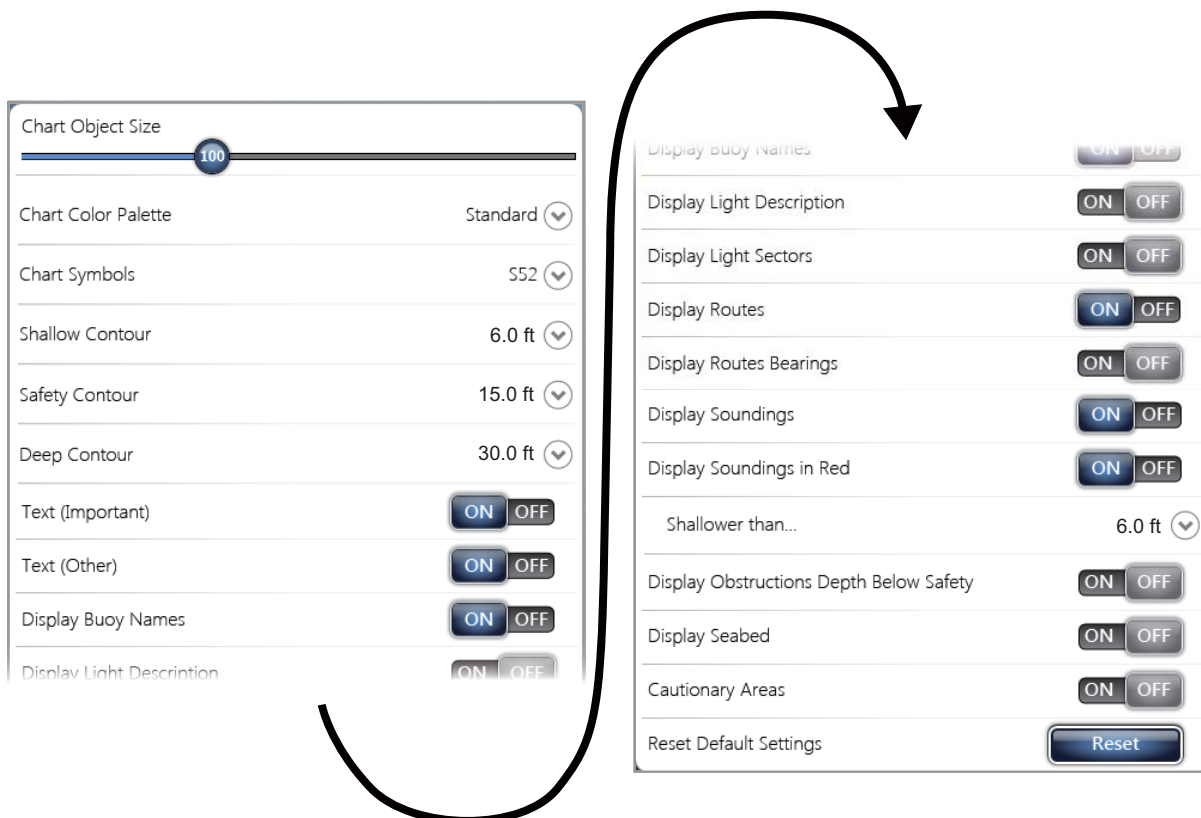 Chart Object Size
100
Chart Color Palette Standard
Chart Symbols S52
Shallow Contour 6.0 ft
Safety Contour 15.0 ft
Deep Contour 30.0 ft
Text (Important) ON OFF
Text (Other) ON OFF
Display Buoy Names ON OFF
Display Light Description ON OFF
Display Buoy Names ON OFF
Display Light Description ON OFF
Display Light Sectors ON OFF
Display Routes ON OFF
Display Routes Bearings ON OFF
Display Soundings ON OFF
Display Soundings in Red ON OFF
Shallower than... 6.0 ft
Display Obstructions Depth Below Safety ON OFF
Display Seabed ON OFF
Cautionary Areas ON OFF
Reset Default Settings Reset